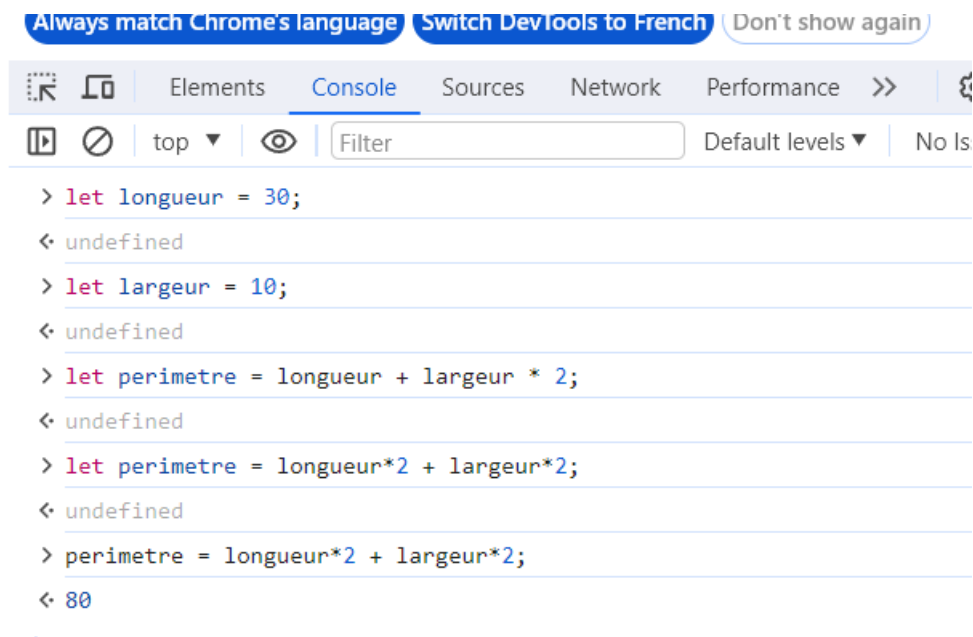 Always match Chrome's language Switch DevTools to French Don't show again
Elements Console Sources Network Performance
top Filter Default levels No Is
> let longueur = 30;
undefined
> let largeur = 10;
undefined
> let perimetre = longueur + largeur * 2;
undefined
> let perimetre = longueur*2 + largeur*2;
undefined
> perimetre = longueur*2 + largeur*2;
80